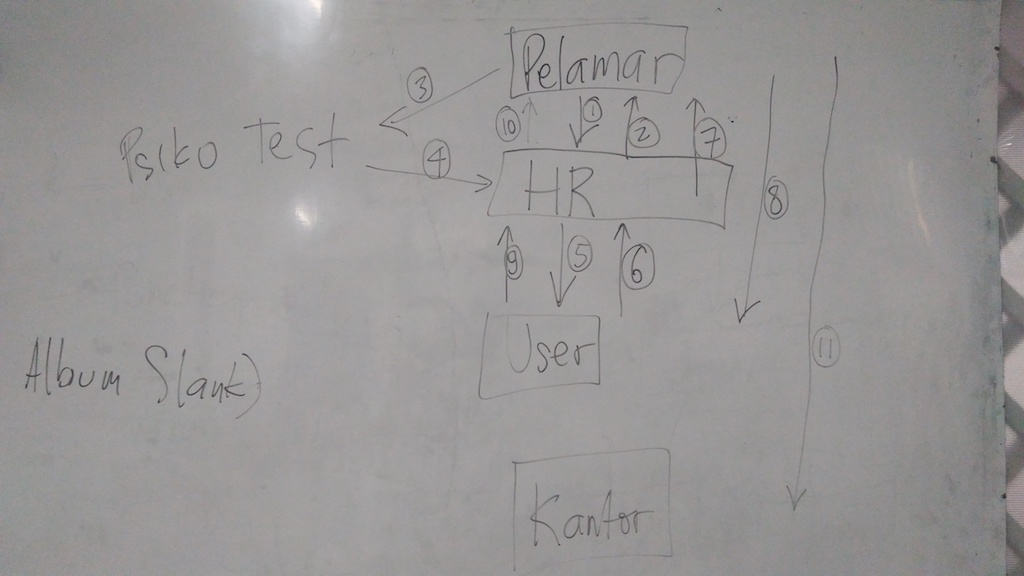 Pelamar
③
⑩ ① ② ⑦
Psiko Test
④
HR
⑧
⑨ ⑤ ⑥
User
⑪
Album Slank)
Kantor